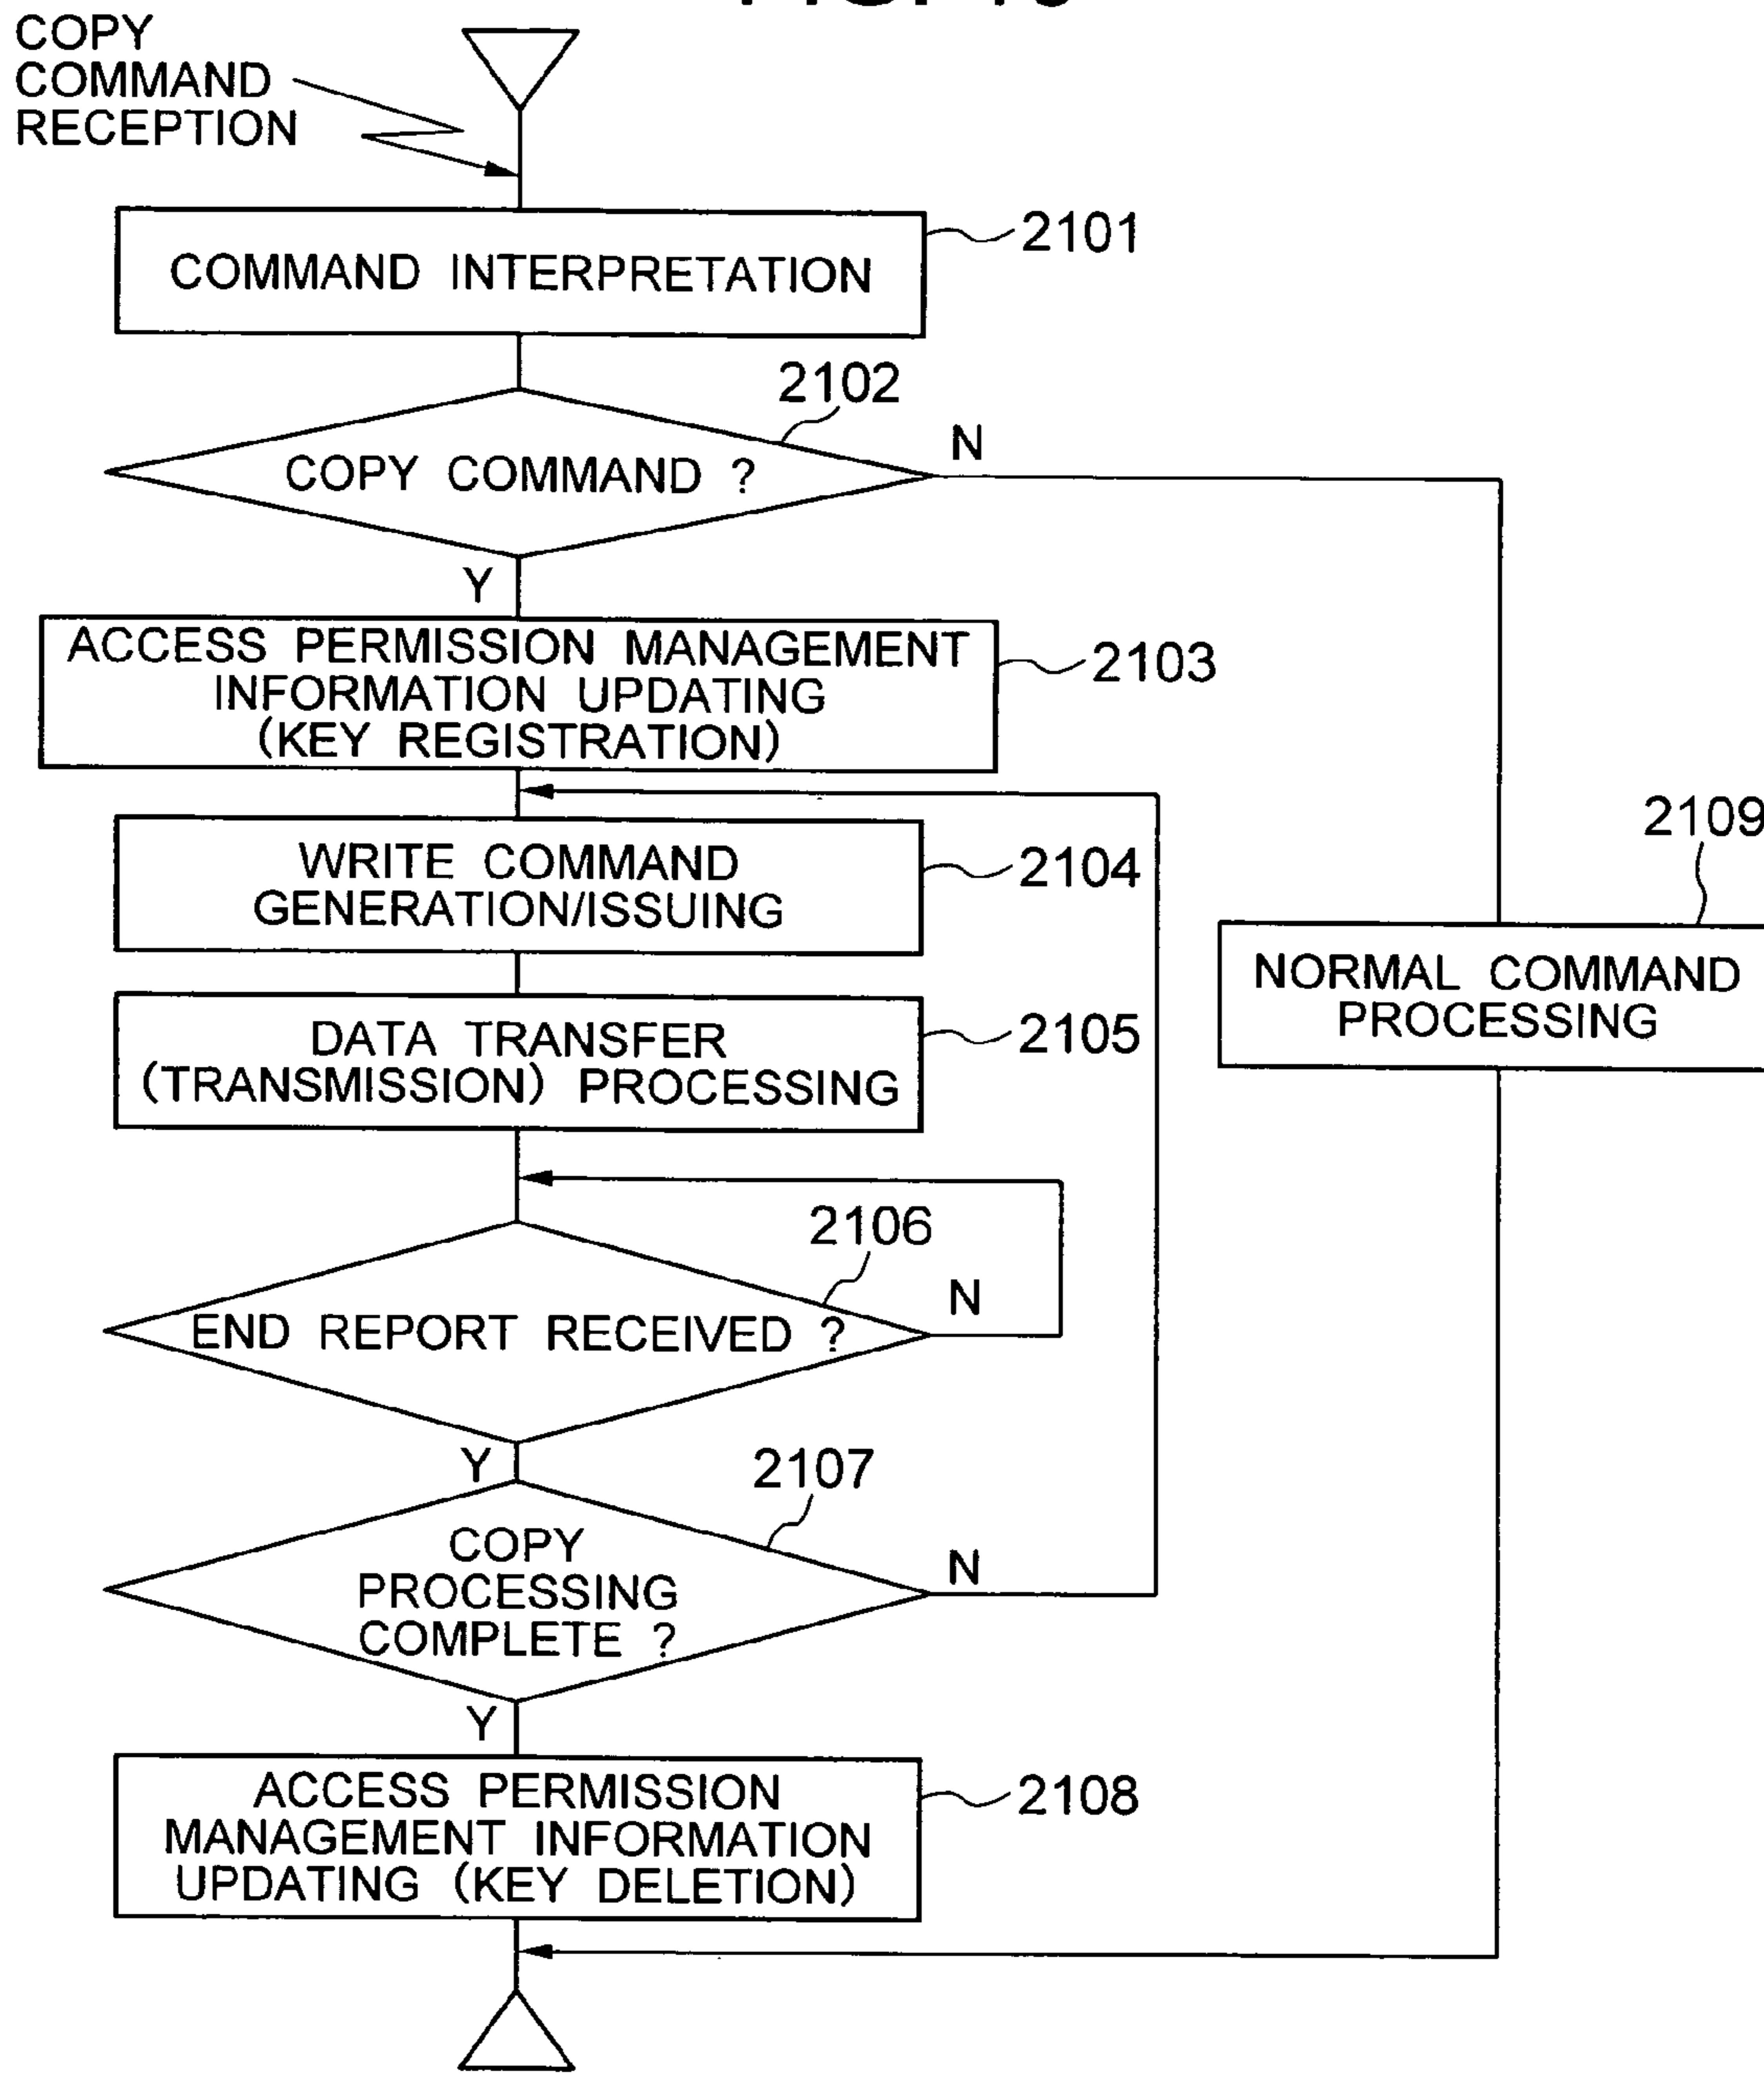 COPY
COMMAND
RECEPTION
2101
COMMAND INTERPRETATION
2102
COPY COMMAND ?
N
Y
ACCESS PERMISSION MANAGEMENT
INFORMATION UPDATING
(KEY REGISTRATION)
2103
WRITE COMMAND
GENERATION/ISSUING
2104
2109
NORMAL COMMAND
PROCESSING
DATA TRANSFER
(TRANSMISSION) PROCESSING
2105
2106
END REPORT RECEIVED ?
N
Y
2107
COPY
PROCESSING
COMPLETE ?
N
Y
ACCESS PERMISSION
MANAGEMENT INFORMATION
UPDATING (KEY DELETION)
2108